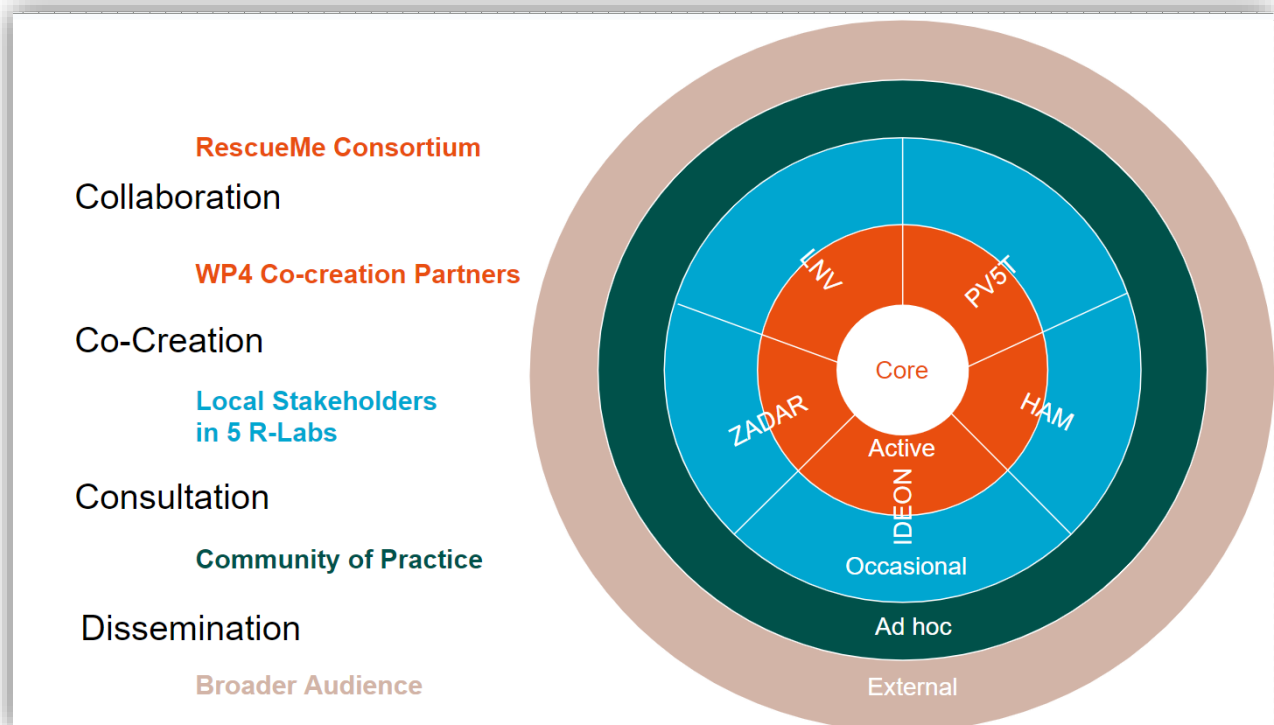 RescueMe Consortium
Collaboration
WP4 Co-creation Partners
Co-Creation
Local Stakeholders
in 5 R-Labs
Consultation
Community of Practice
Dissemination
Broader Audience
ENV
PV5T
Core
ZADAR
HAM
Active
IDEON
Occasional
Ad hoc
External